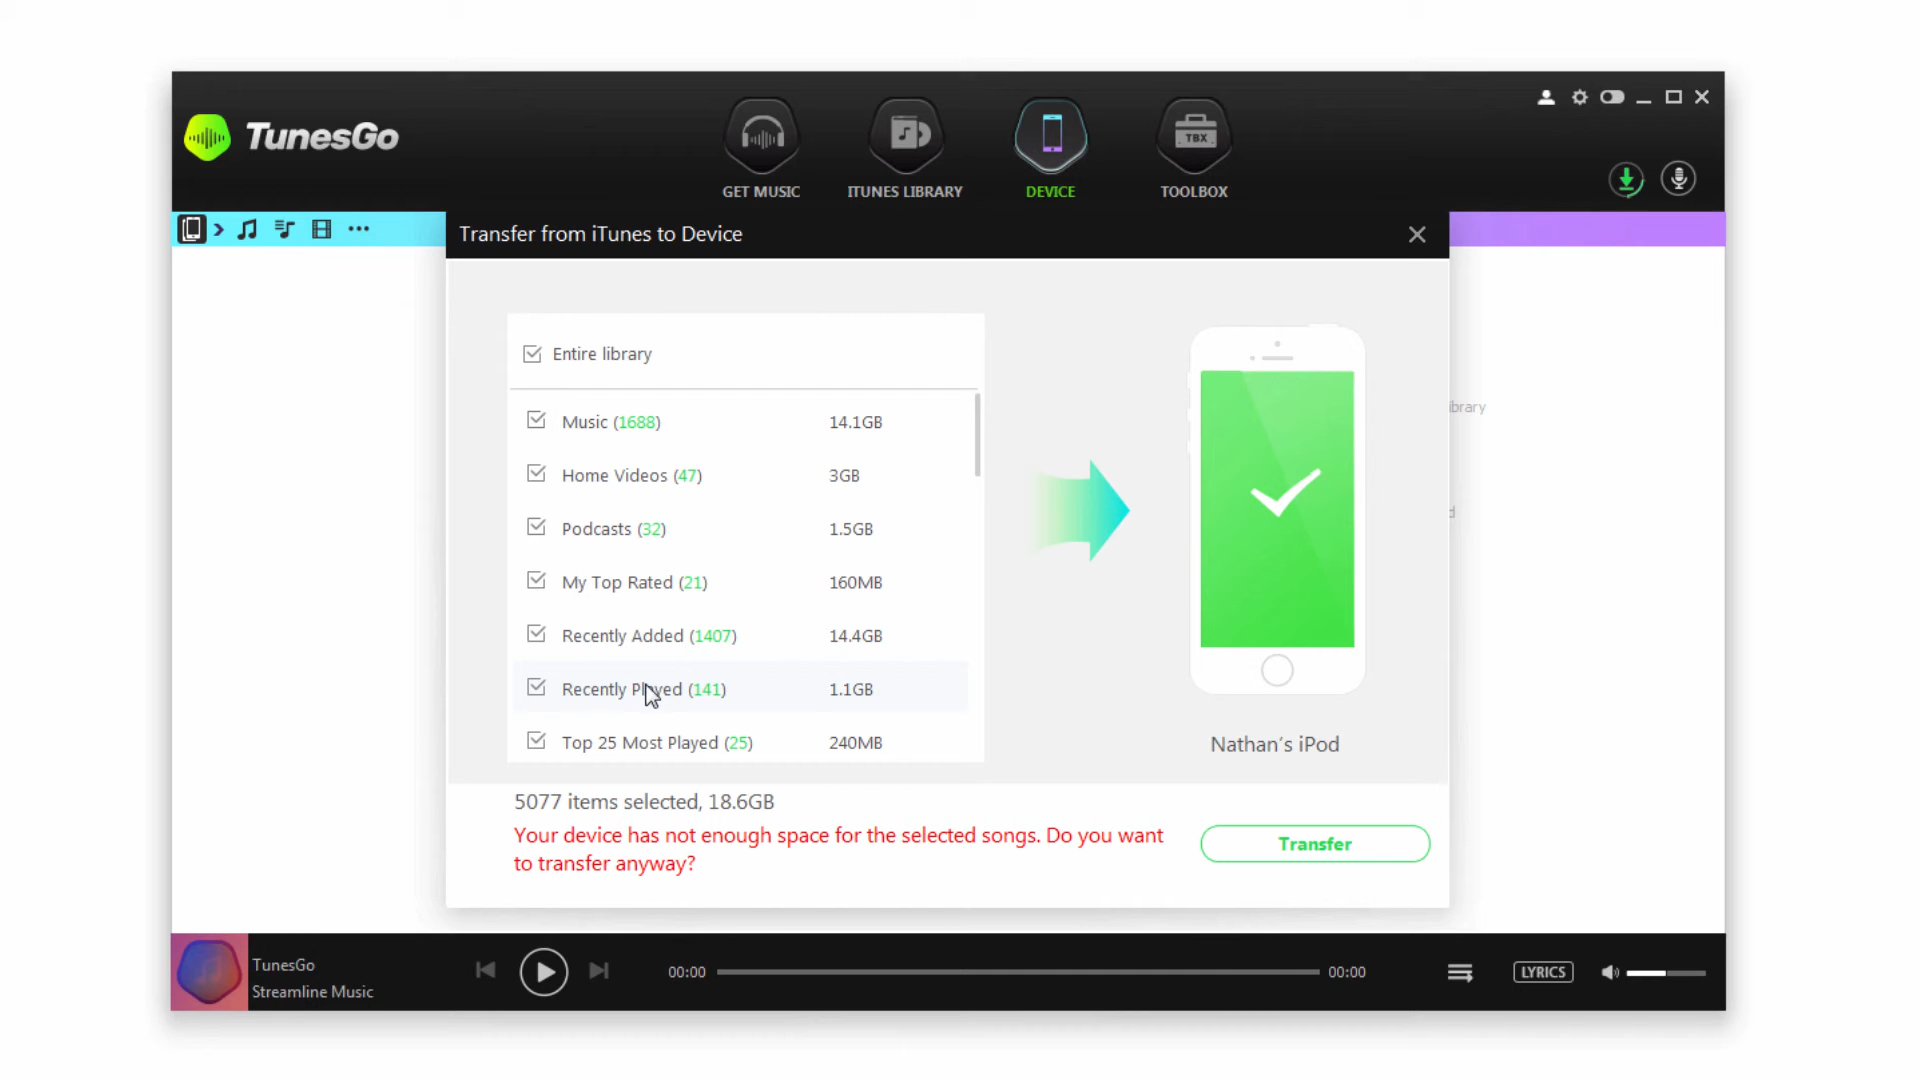 TunesGo
GET MUSIC
ITUNES LIBRARY
DEVICE
TBX
TOOLBOX
Transfer from iTunes to Device
Entire library
Music (1688) 14.1GB
Home Videos (47) 3GB
Podcasts (32) 1.5GB
My Top Rated (21) 160MB
Recently Added (1407) 14.4GB
Recently Played (141) 1.1GB
Top 25 Most Played (25) 240MB
ibrary
d
Nathan's iPod
5077 items selected, 18.6GB
Your device has not enough space for the selected songs. Do you want
to transfer anyway?
Transfer
TunesGo
Streamline Music
00:00
00:00
LYRICS